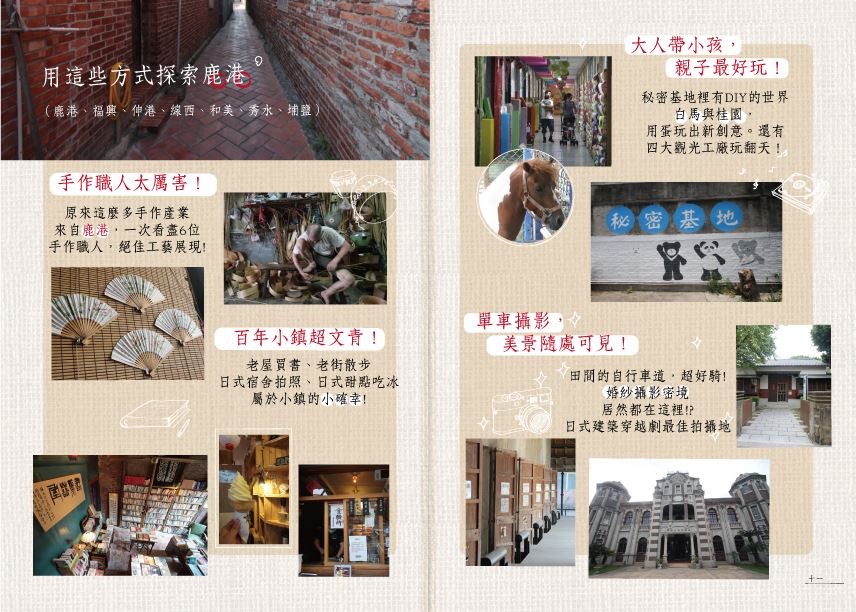 用這些方式探索鹿港
（鹿港、福興、伸港、線西、和美、秀水、埔鹽）
手作職人太厲害！
原來這麼多手作產業
來自鹿港，一次看盡6位
手作職人，絕佳工藝展現!
百年小鎮超文青！
老屋買書、老街散步
日式宿舍拍照、日式甜點吃冰
屬於小鎮的小確幸!
大人帶小孩，
親子最好玩！
秘密基地裡有DIY的世界
白馬與桂園，
用蛋玩出新創意。還有
四大觀光工廠玩翻天！
秘密基地
單車攝影，
美景隨處可見！
田間的自行車道，超好騎!
婚紗攝影密境
居然都在這裡!?
日式建築穿越劇最佳拍攝地
十一